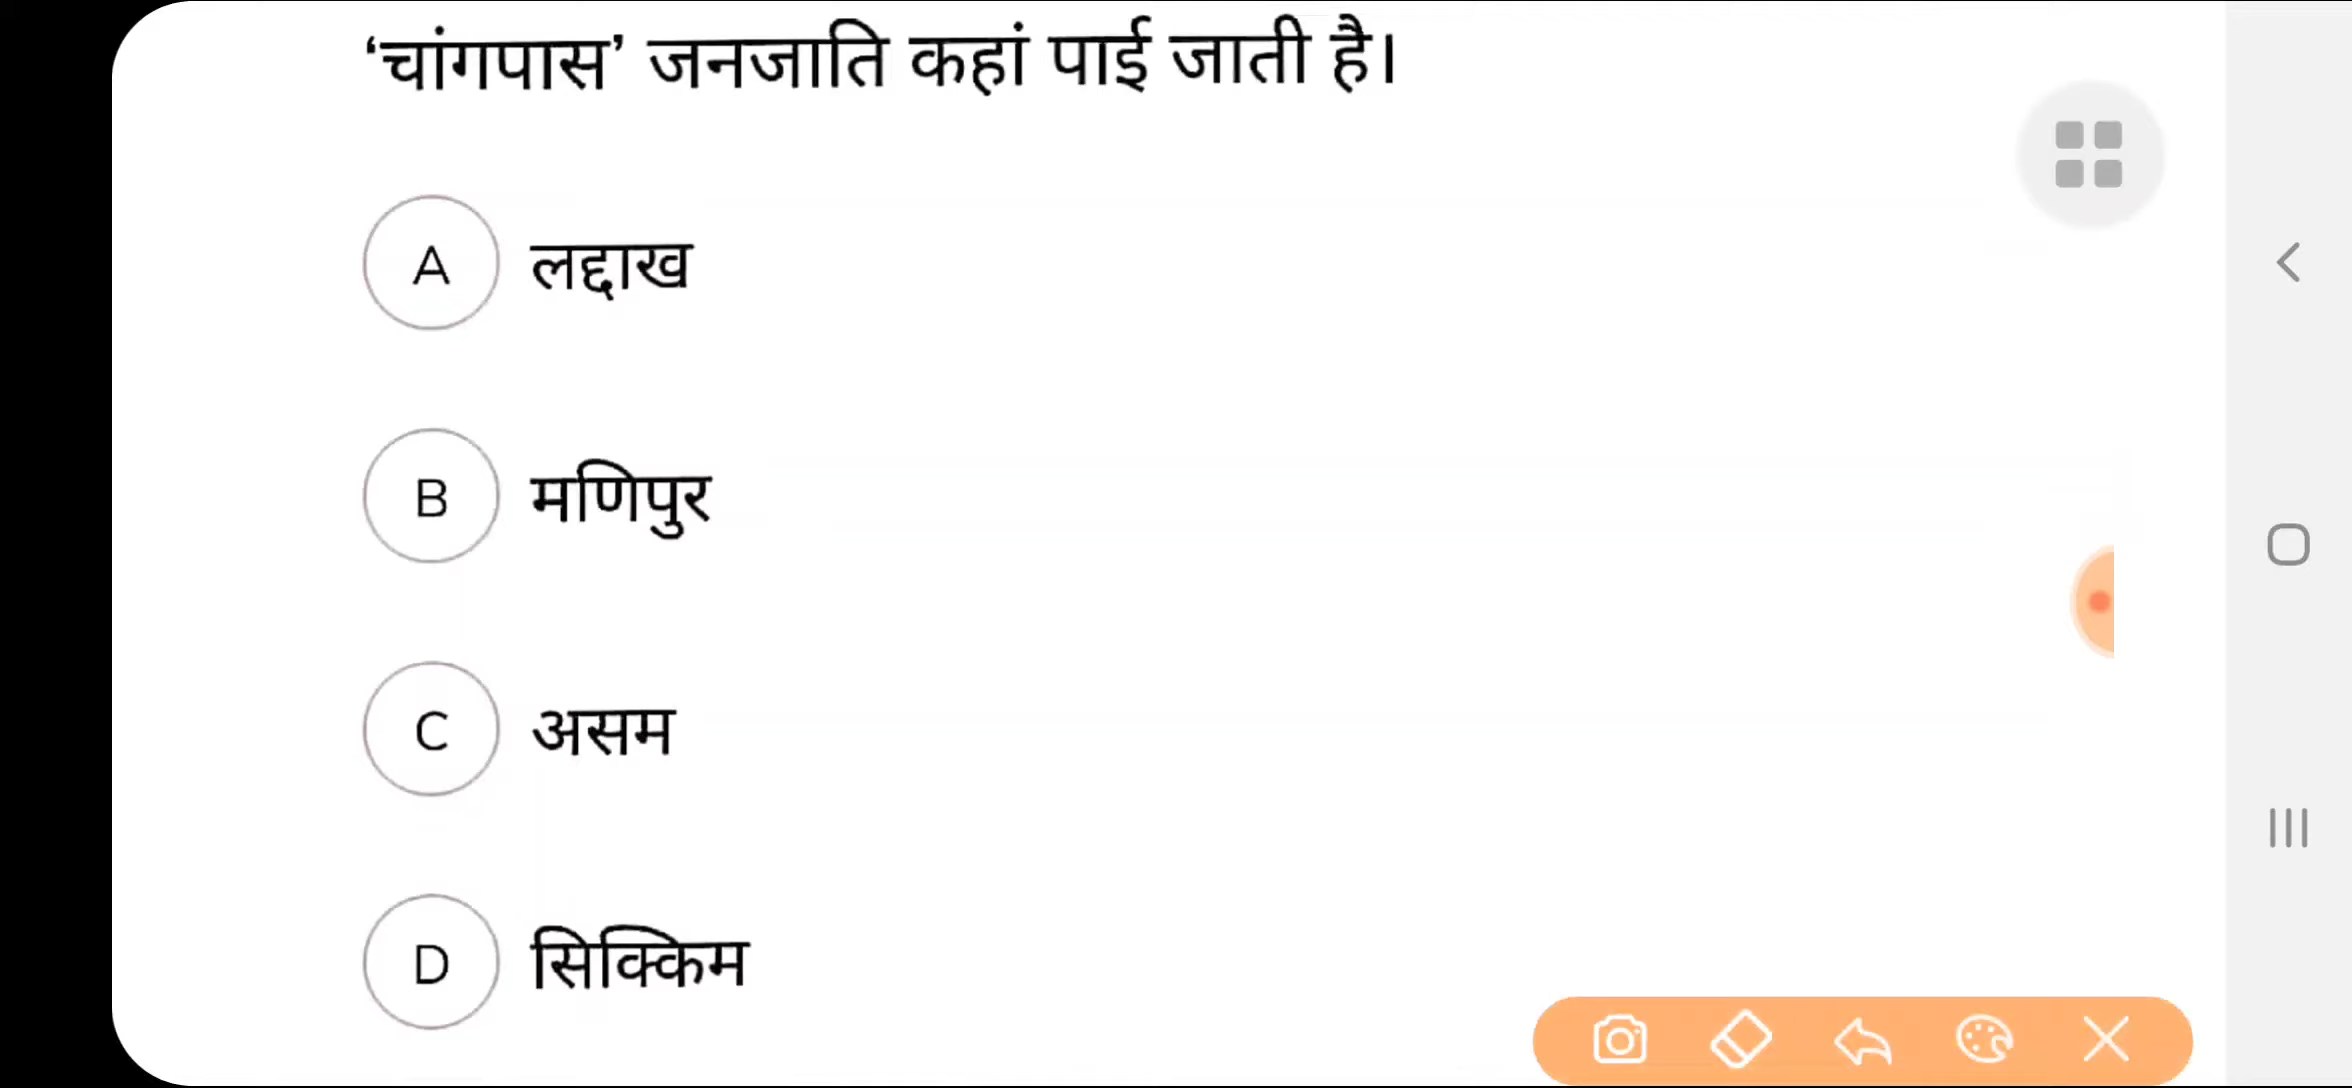 ‘चांगपास’ जनजाति कहां पाई जाती है।
A लद्दाख
B मणिपुर
C असम
D सिक्किम